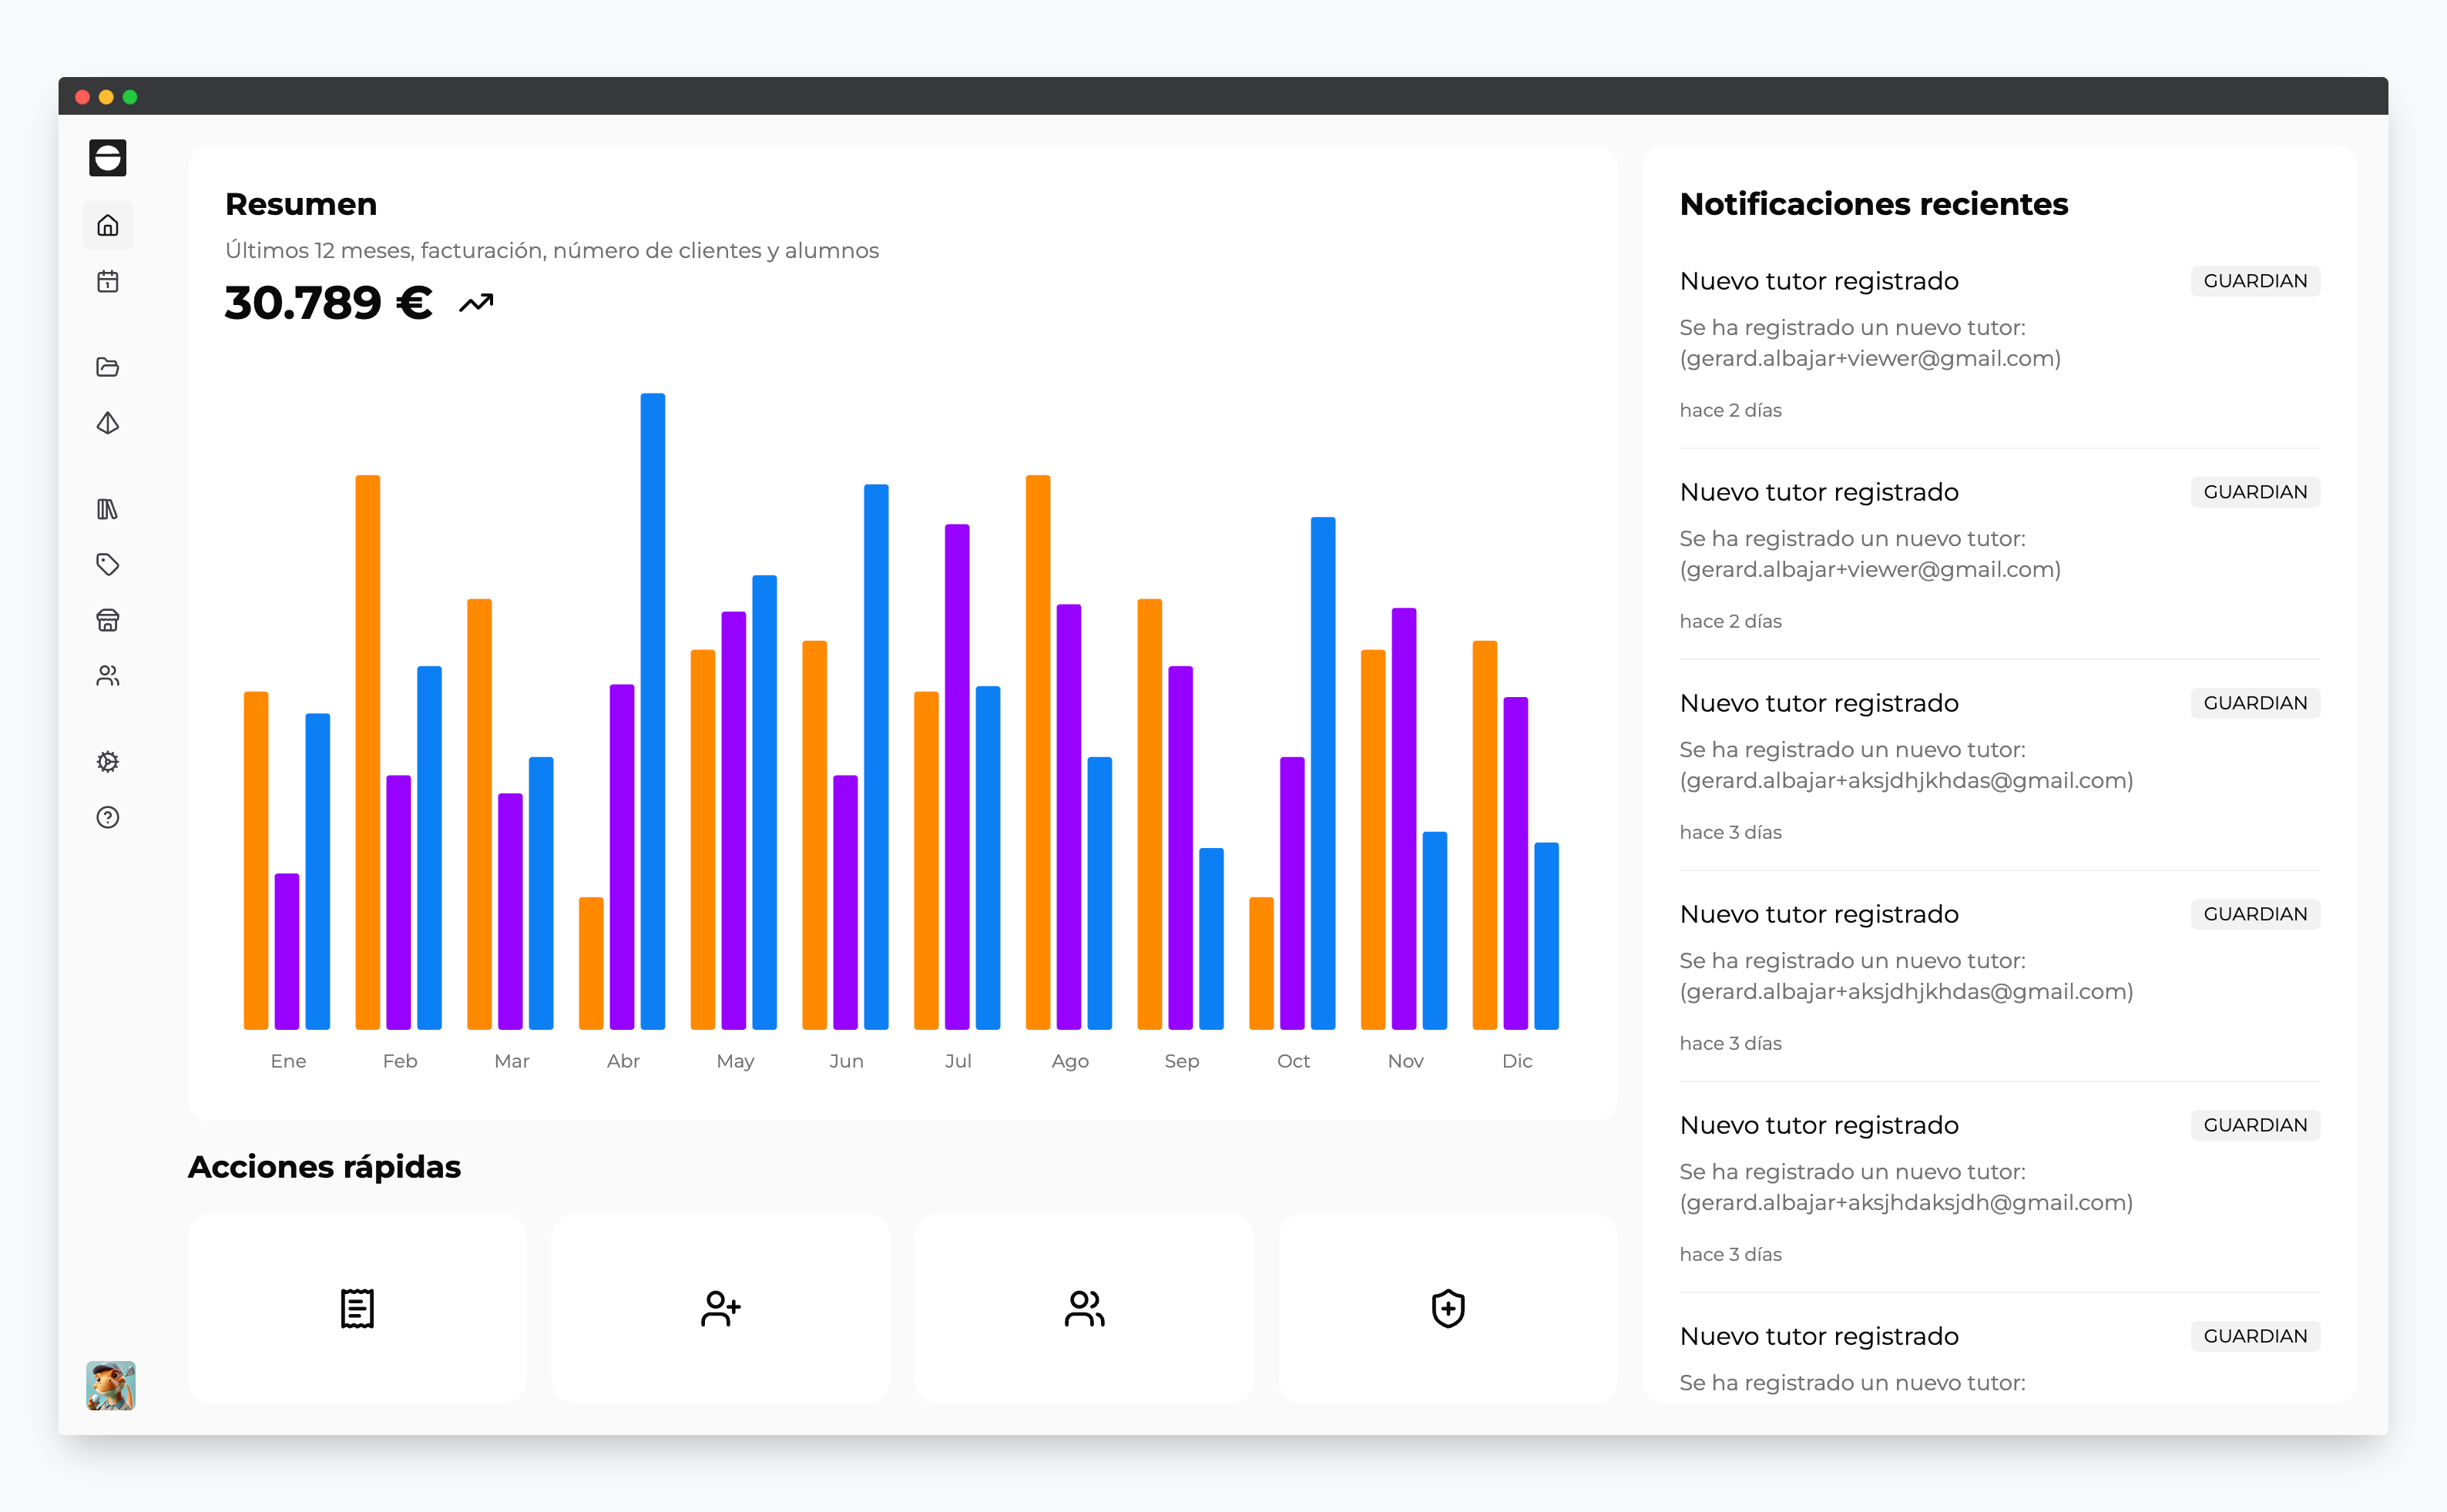 Resumen
Últimos 12 meses, facturación, número de clientes y alumnos
30.789 €
Ene Feb Mar Abr May Jun Jul Ago Sep Oct Nov Dic
Acciones rápidas
Notificaciones recientes
Nuevo tutor registrado GUARDIAN
Se ha registrado un nuevo tutor:
(gerard.albajar+viewer@gmail.com)
hace 2 días
Nuevo tutor registrado GUARDIAN
Se ha registrado un nuevo tutor:
(gerard.albajar+viewer@gmail.com)
hace 2 días
Nuevo tutor registrado GUARDIAN
Se ha registrado un nuevo tutor:
(gerard.albajar+aksjdhjkhdas@gmail.com)
hace 3 días
Nuevo tutor registrado GUARDIAN
Se ha registrado un nuevo tutor:
(gerard.albajar+aksjdhjkhdas@gmail.com)
hace 3 días
Nuevo tutor registrado GUARDIAN
Se ha registrado un nuevo tutor:
(gerard.albajar+aksjhdaksjdh@gmail.com)
hace 3 días
Nuevo tutor registrado GUARDIAN
Se ha registrado un nuevo tutor: